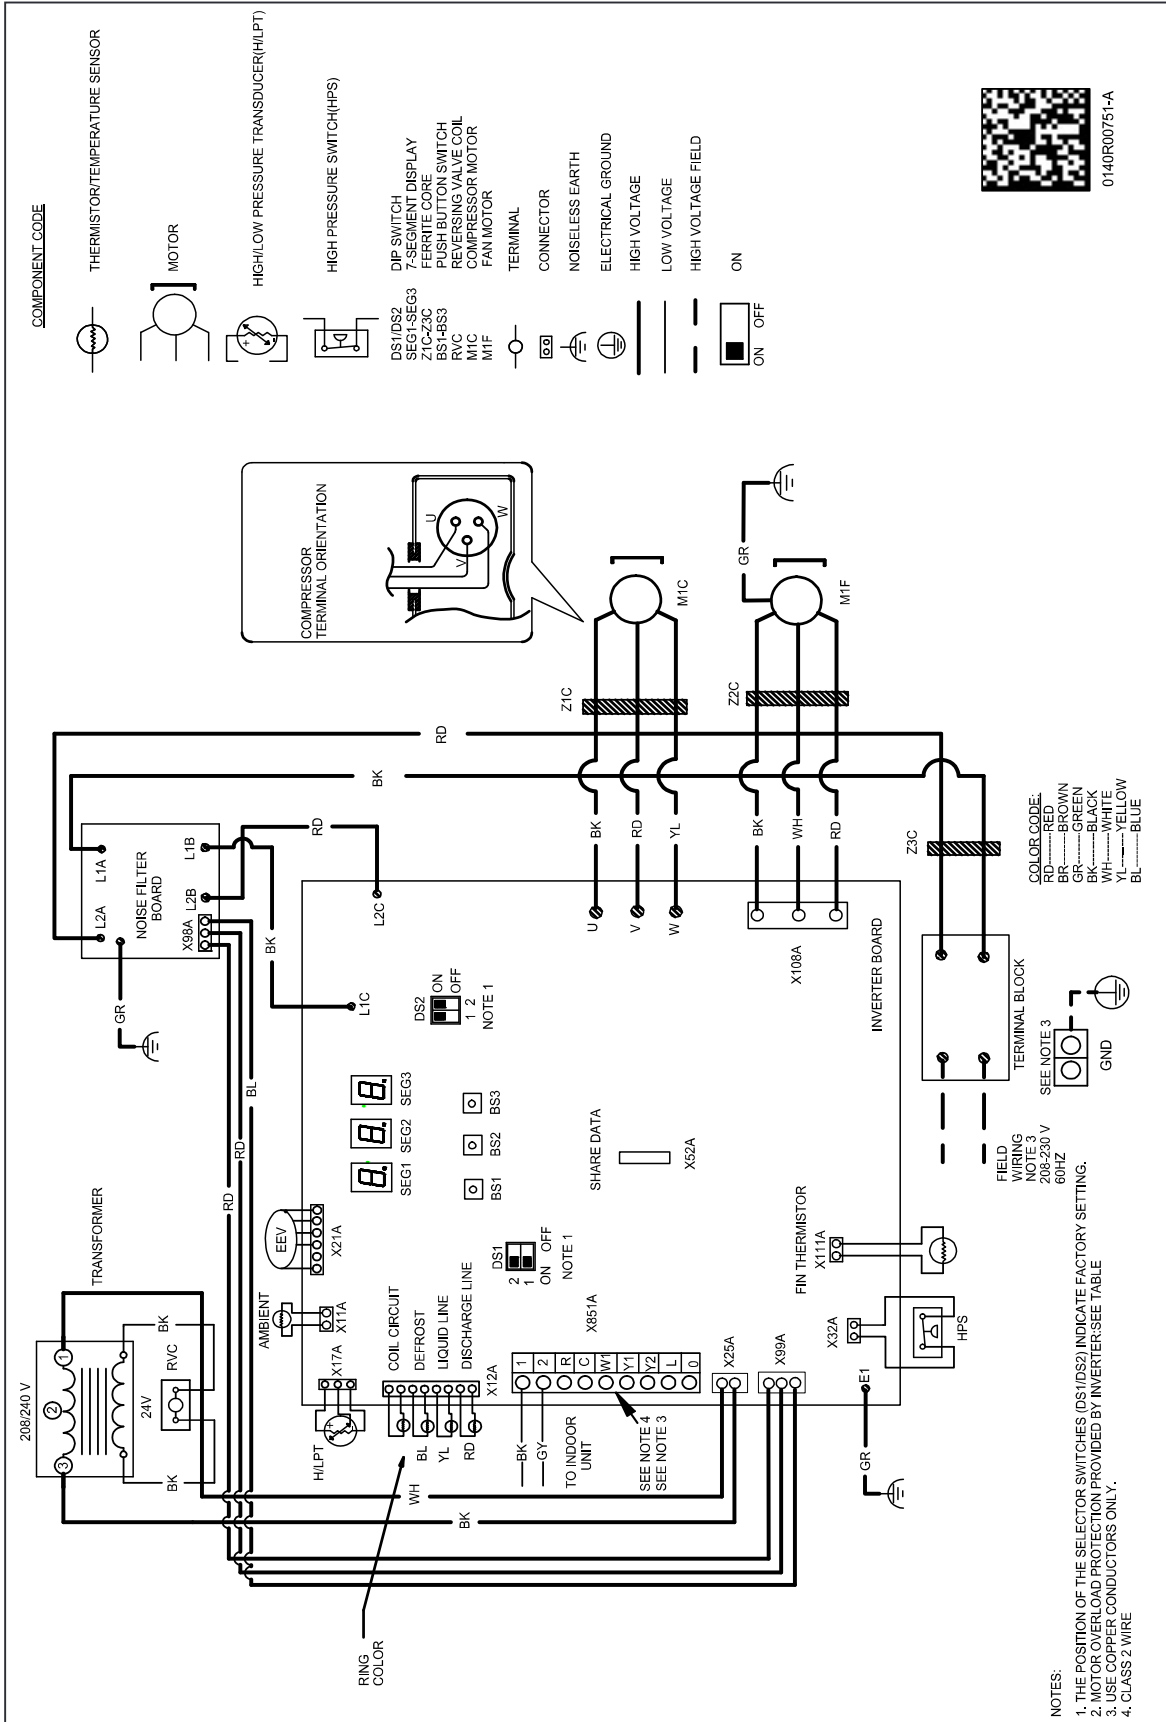 COMPONENT CODE
THERMISTOR/TEMPERATURE SENSOR
MOTOR
HIGH/LOW PRESSURE TRANSDUCER(H/LPT)
HIGH PRESSURE SWITCH(HPS)
DS1/DS2 DIP SWITCH
SEG1-SEG3 7-SEGMENT DISPLAY
Z1C-Z3C FERRITE CORE
BS1-BS3 PUSH BUTTON SWITCH
RVC REVERSING VALVE COIL
M1C COMPRESSOR MOTOR
M1F FAN MOTOR
TERMINAL
CONNECTOR
NOISELESS EARTH
ELECTRICAL GROUND
HIGH VOLTAGE
LOW VOLTAGE
HIGH VOLTAGE FIELD
ON
ON OFF
0140R00751-A
COMPRESSOR
TERMINAL ORIENTATION
U
V
W
M1C
GR
M1F
Z1C
Z2C
RD
BK
BK
RD
YL
BK
WH
RD
Z3C
L2A
L1A
NOISE FILTER
BOARD
X98A
L2B
L1B
GR
RD
BK
L2C
L1C
208/240 V
3
2
1
TRANSFORMER
24V
RVC
BK
BK
RD
RD
BL
DS2
ON
OFF
1 2
NOTE 1
U
V
W
X108A
INVERTER BOARD
SEG1
SEG2
SEG3
BS1
BS2
BS3
SHARE DATA
X52A
EEV
X21A
AMBIENT
X11A
H/LPT
X17A
COIL CIRCUIT
DEFROST
LIQUID LINE
DISCHARGE LINE
X12A
BL
YL
RD
RING
COLOR
DS1
2
1
ON OFF
NOTE 1
X851A
1
2
R
C
W1
Y1
Y2
L
0
BK
GY
TO INDOOR
UNIT
SEE NOTE 4
SEE NOTE 3
WH
BK
X25A
X99A
FIN THERMISTOR
X111A
X32A
HPS
E1
GR
TERMINAL BLOCK
SEE NOTE 3
GND
FIELD
WIRING
NOTE 3
208-230 V
60HZ
COLOR CODE:
RD--------RED
BR--------BROWN
GR--------GREEN
BK--------BLACK
WH--------WHITE
YL--------YELLOW
BL--------BLUE
NOTES:
1. THE POSITION OF THE SELECTOR SWITCHES (DS1/DS2) INDICATE FACTORY SETTING.
2. MOTOR OVERLOAD PROTECTION PROVIDED BY INVERTER:SEE TABLE
3. USE COPPER CONDUCTORS ONLY.
4. CLASS 2 WIRE